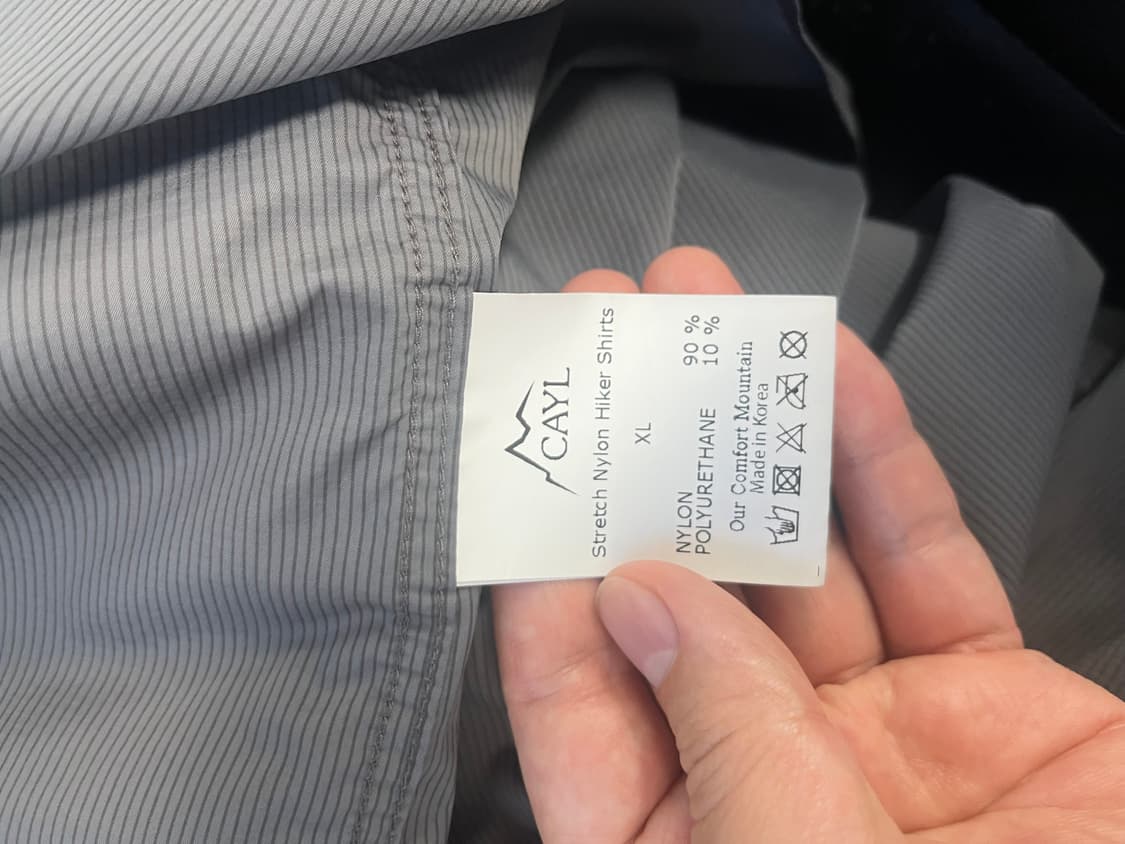 CAYL
Stretch Nylon Hiker Shirts
XL
NYLON 90 %
POLYURETHANE 10 %
Our Comfort Mountain
Made in Korea